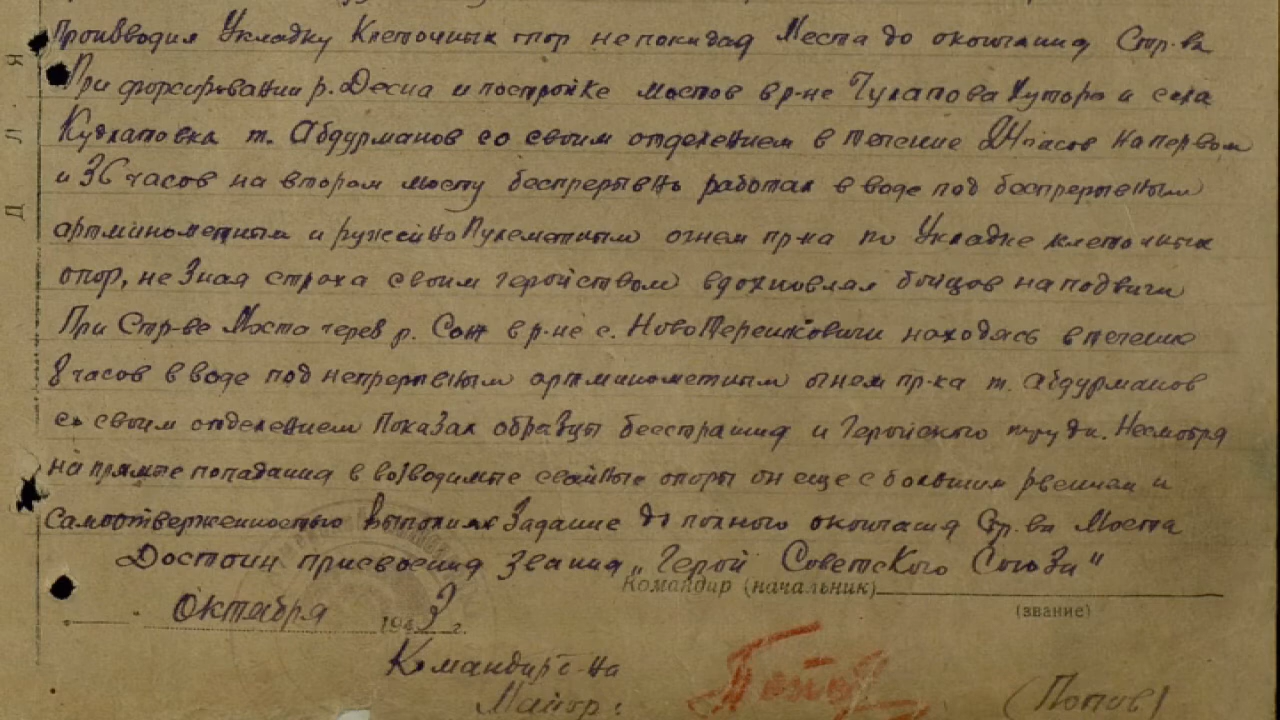 Производил Укладку Клеточных опор не покидая Места до окончания Стр-ва
При форсировании р. Десна и постройке мостов в р-не Чулатова Хутора и села
Кудлаповка т. Абдурманов со своим отделением в течение 24 часов на первом
и 36 часов на втором мосту беспрерывно работал в воде под беспрерывным
артминометным и ружейно Пулеметным огнем пр-ка по Укладке клеточных
опор, не Зная страха своим геройством вдохновлял бойцов на подвиги
При Стр-ве Моста через р. Сож в р-не с. Ново Терешковичи находясь в течение
8 часов в воде под непрерывным артминометным огнем пр-ка т. Абдурманов
со своим отделением Показал образцы бесстрашия и Геройского труда. Несмотря
на прямые попадания в возводимые свайные опоры он еще с большим рвением и
Самоотверженностью Выполнял Задание до полного окончания Стр-ва Моста
Достоин присвоения звания „Герой Советского Союза"
Командир (начальник)
(звание)
Октября 1943 г.
Командир б-на
Майор: Попов (Попов)
Д Л Я